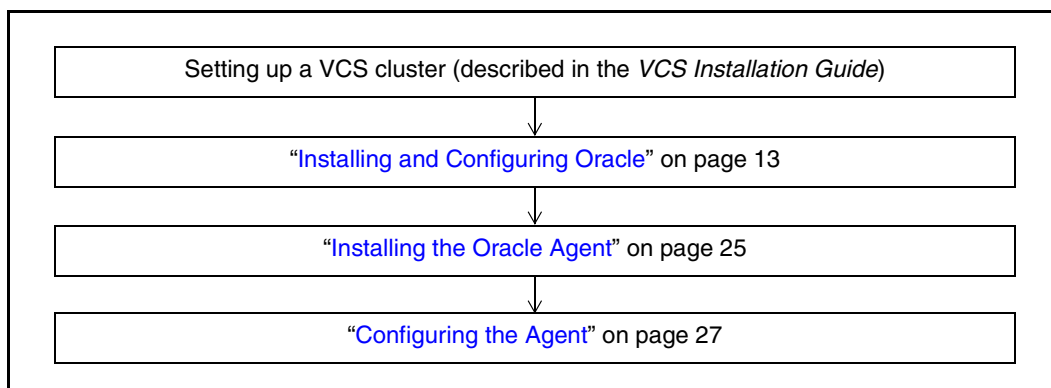 Setting up a VCS cluster (described in the VCS Installation Guide)
“Installing and Configuring Oracle” on page 13
“Installing the Oracle Agent” on page 25
“Configuring the Agent” on page 27